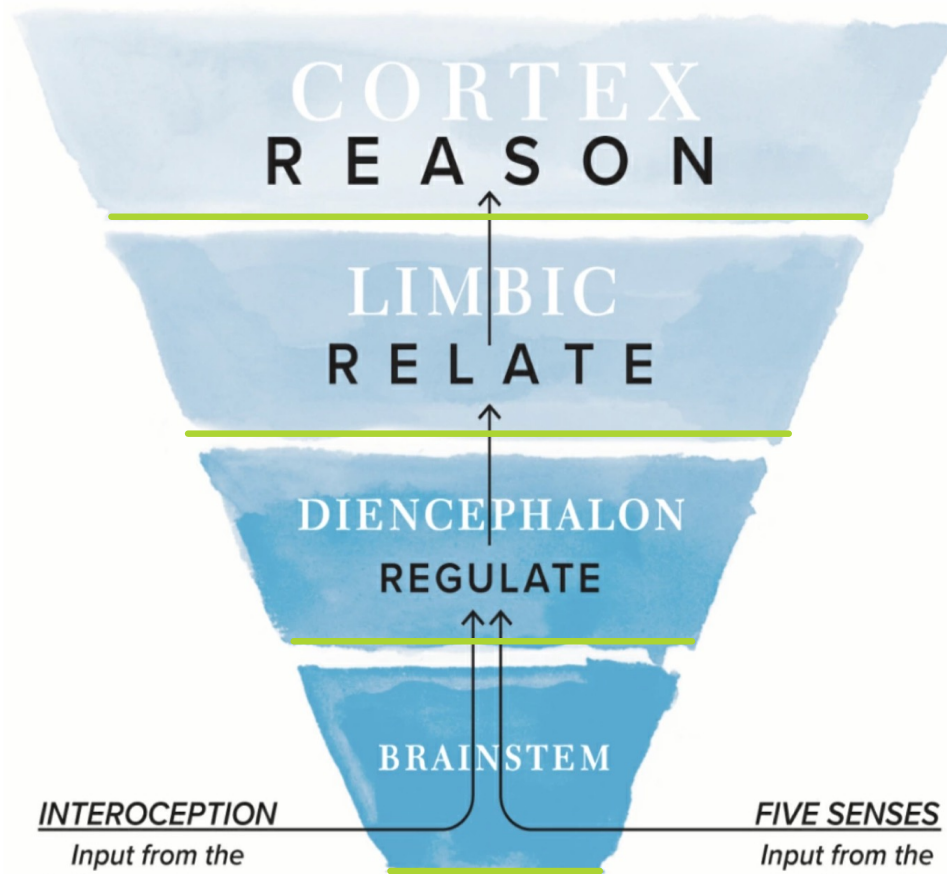 CORTEX
REASON
LIMBIC
RELATE
DIENCEPHALON
REGULATE
BRAINSTEM
INTEROCEPTION
Input from the
FIVE SENSES
Input from the